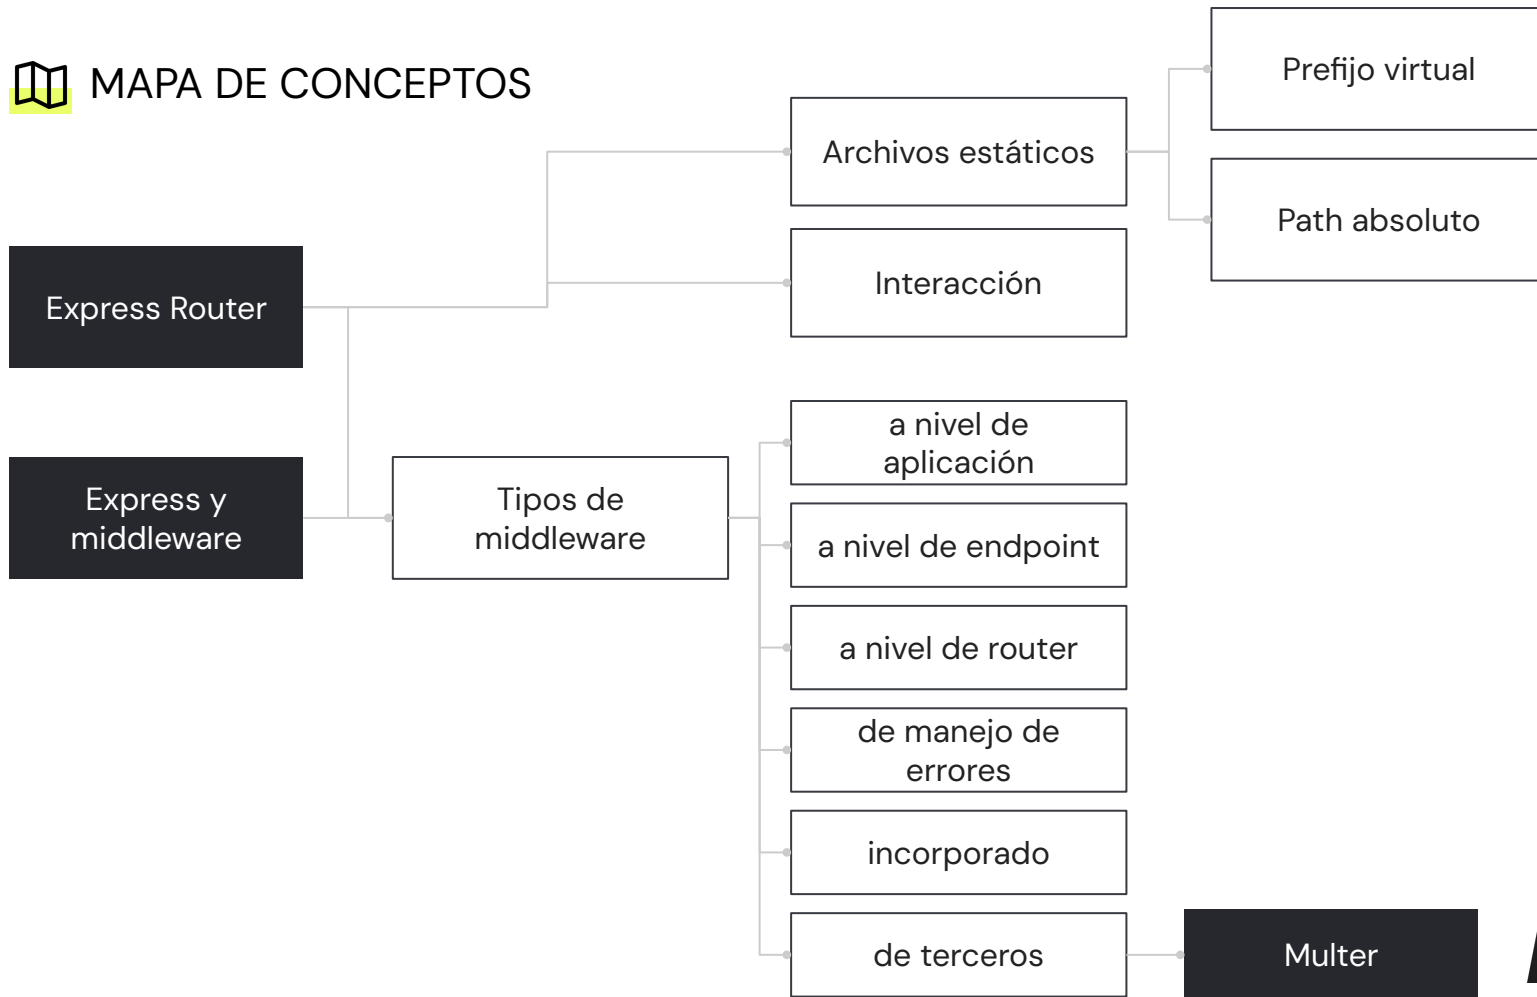 MAPA DE CONCEPTOS
Prefijo virtual
Archivos estáticos
Path absoluto
Express Router
Interacción
Express y
middleware
Tipos de
middleware
a nivel de
aplicación
a nivel de endpoint
a nivel de router
de manejo de
errores
incorporado
de terceros
Multer